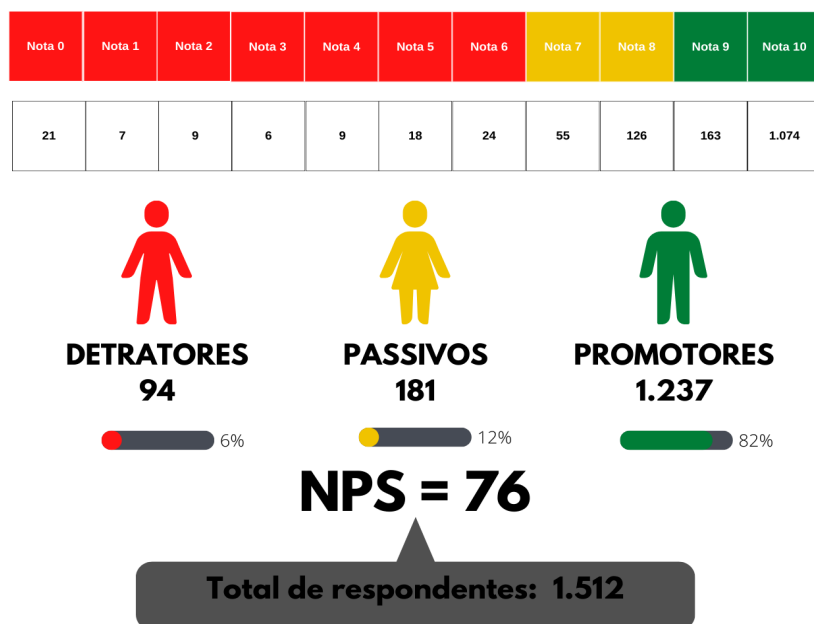 Nota 0 Nota 1 Nota 2 Nota 3 Nota 4 Nota 5 Nota 6 Nota 7 Nota 8 Nota 9 Nota 10
21 7 9 6 9 18 24 55 126 163 1.074
DETRATORES PASSIVOS PROMOTORES
94 181 1.237
6% 12% 82%
NPS = 76
Total de respondentes: 1.512